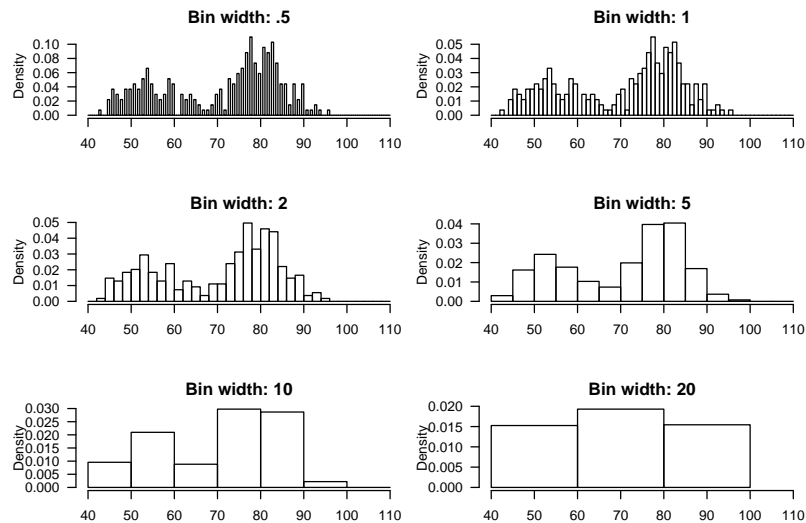 Bin width: .5
Density
0.10
0.08
0.06
0.04
0.02
0.00
40 50 60 70 80 90 100 110
Bin width: 1
Density
0.05
0.04
0.03
0.02
0.01
0.00
40 50 60 70 80 90 100 110
Bin width: 2
Density
0.05
0.04
0.03
0.02
0.01
0.00
40 50 60 70 80 90 100 110
Bin width: 5
Density
0.04
0.03
0.02
0.01
0.00
40 50 60 70 80 90 100 110
Bin width: 10
Density
0.030
0.025
0.020
0.015
0.010
0.005
0.000
40 50 60 70 80 90 100 110
Bin width: 20
Density
0.020
0.015
0.010
0.005
0.000
40 50 60 70 80 90 100 110